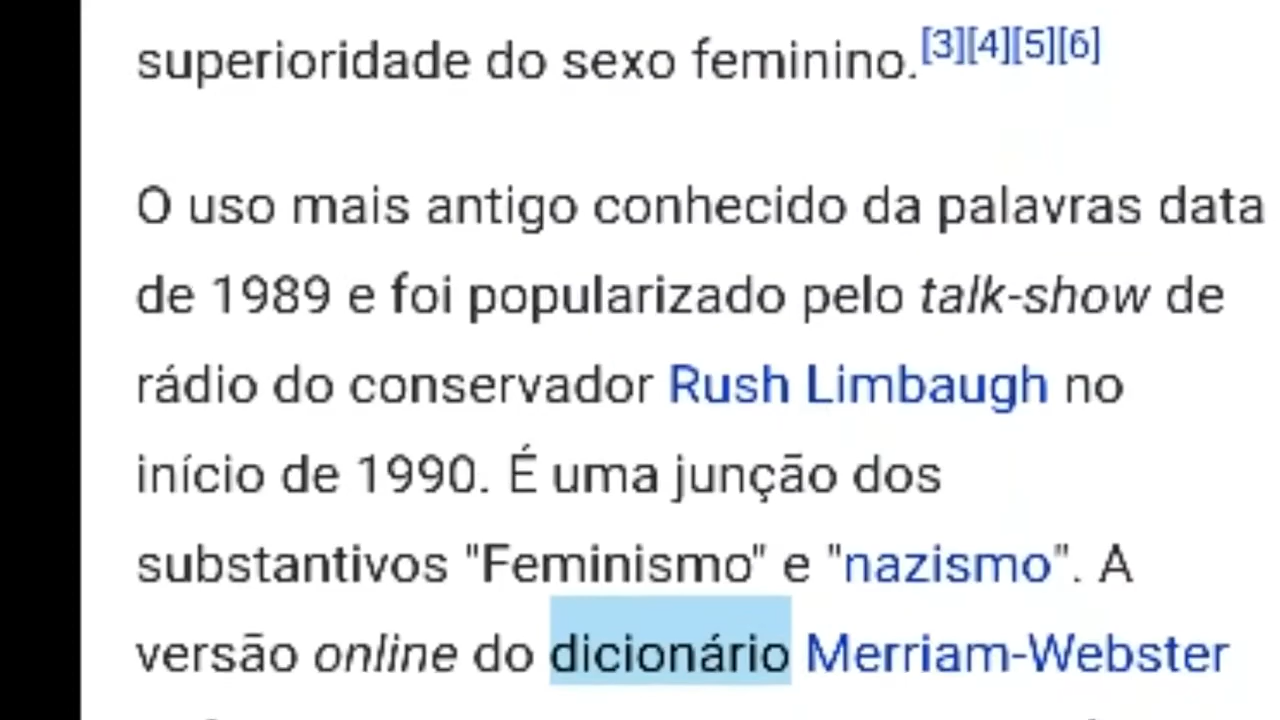 superioridade do sexo feminino.[3][4][5][6]
O uso mais antigo conhecido da palavras data
de 1989 e foi popularizado pelo talk-show de
rádio do conservador Rush Limbaugh no
início de 1990. É uma junção dos
substantivos "Feminismo" e "nazismo". A
versão online do dicionário Merriam-Webster